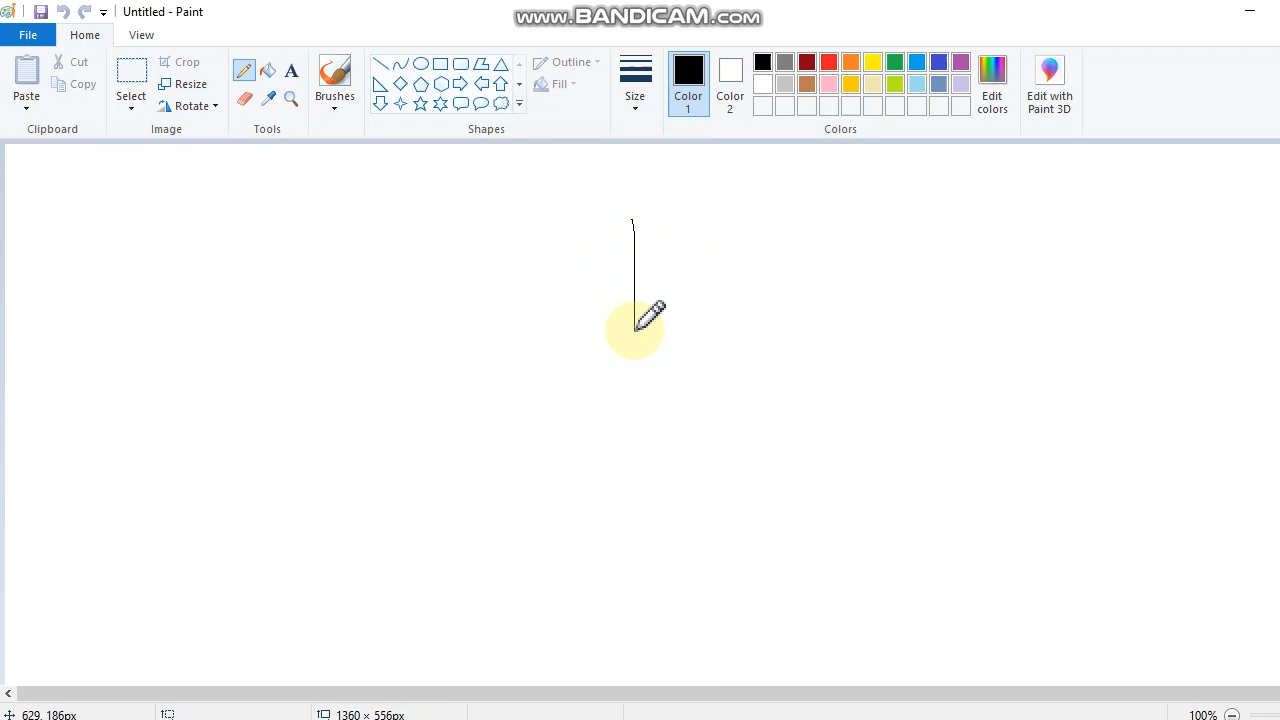 Untitled - Paint
www.BANDICAM.com
File Home View
Paste
Cut
Copy
Clipboard
Select
Crop
Resize
Rotate
Image
A
Tools
Brushes
Shapes
Outline
Fill
Size
Color
1
Color
2
Edit
colors
Colors
Edit with
Paint 3D
629, 186px
1360 × 556px
100%